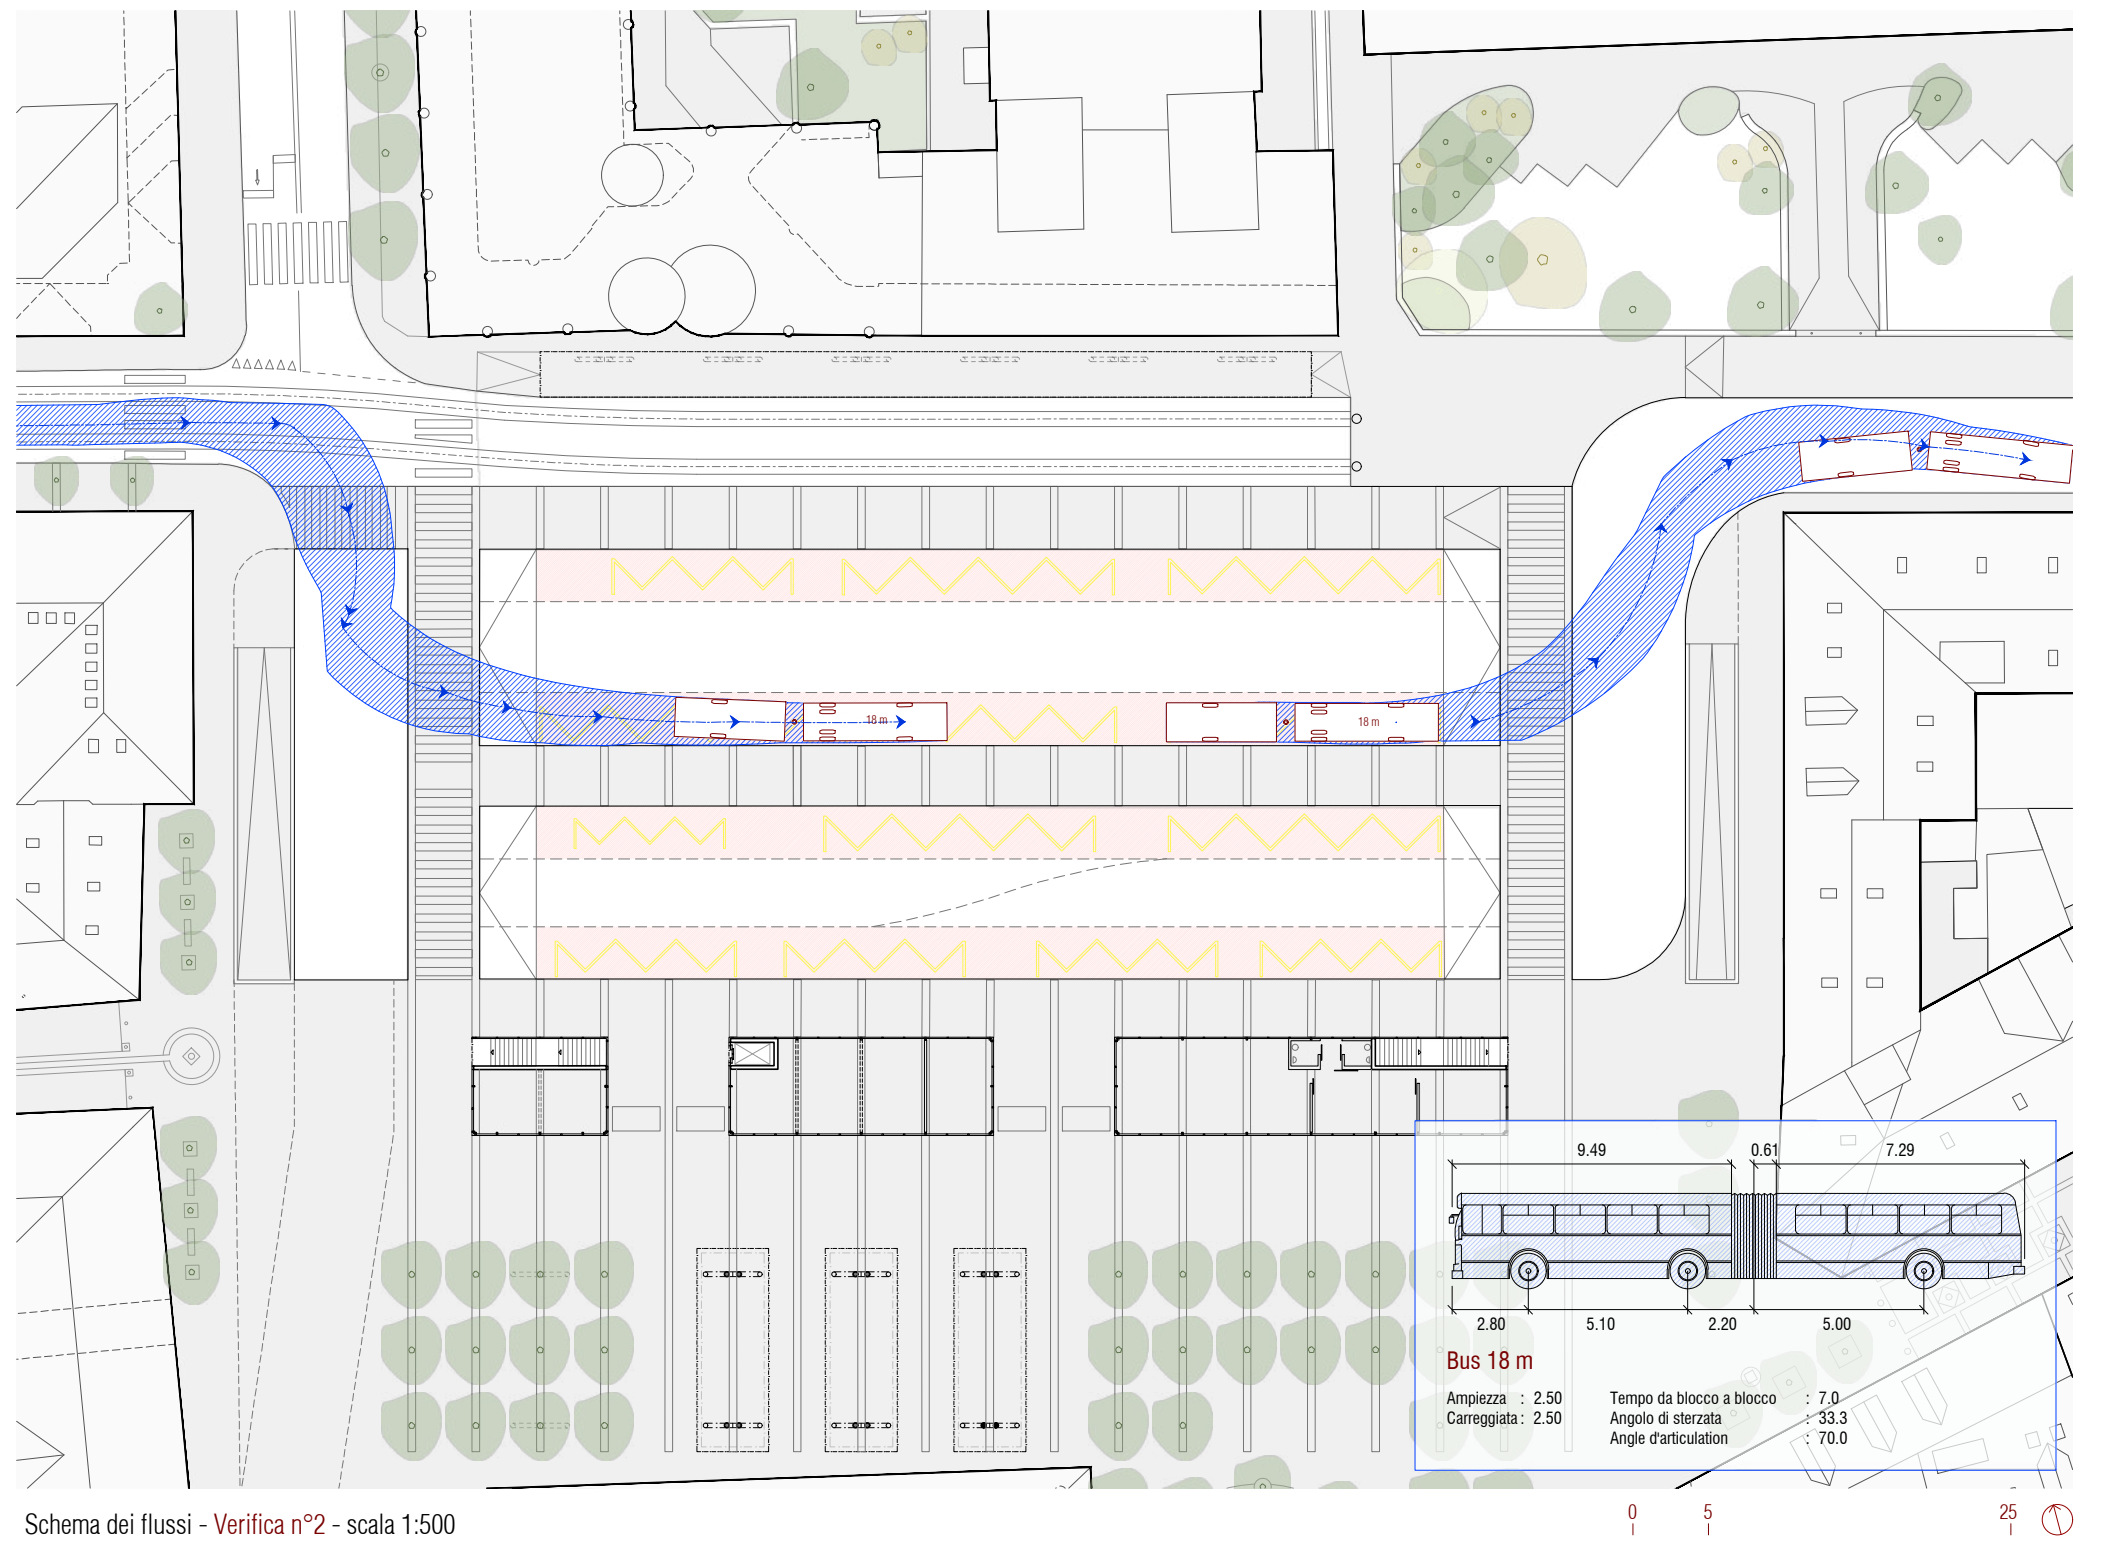 18 m
18 m
9.49 0.61 7.29
2.80 5.10 2.20 5.00
Bus 18 m
Ampiezza : 2.50 Tempo da blocco a blocco : 7.0
Carreggiata : 2.50 Angolo di sterzata : 33.3
Angle d'articulation : 70.0
Schema dei flussi - Verifica n°2 - scala 1:500
0 5 25